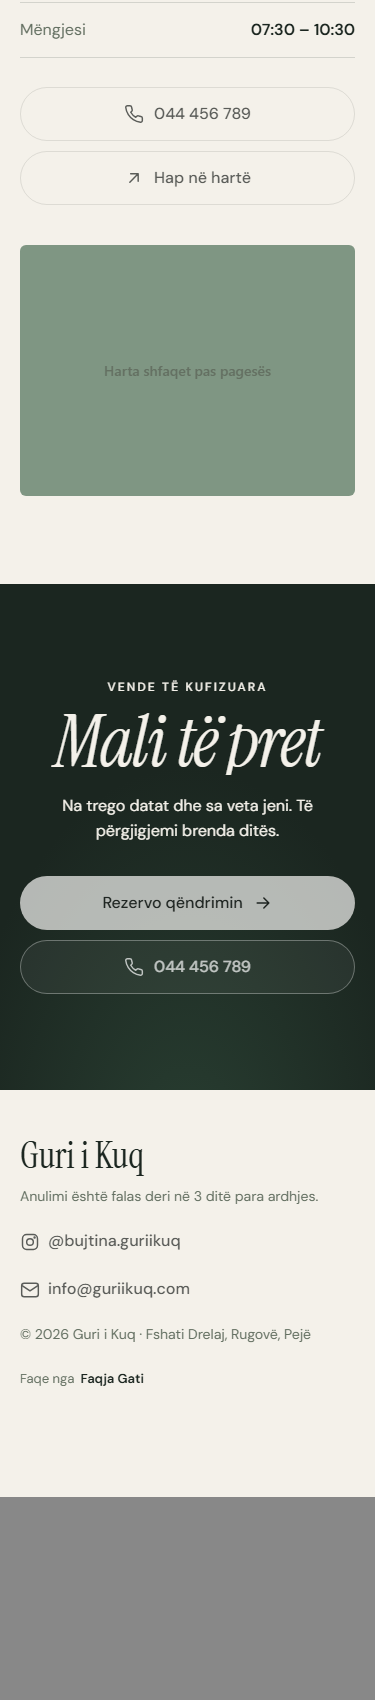 Mëngjesi 07:30 – 10:30
044 456 789
Hap në hartë
Harta shfaqet pas pagesës
VENDE TË KUFIZUARA
Mali të pret
Na trego datat dhe sa veta jeni. Të
përgjigjemi brenda ditës.
Rezervo qëndrimin →
044 456 789
Guri i Kuq
Anulimi është falas deri në 3 ditë para ardhjes.
@bujtina.guriikuq
info@guriikuq.com
© 2026 Guri i Kuq · Fshati Drelaj, Rugovë, Pejë
Faqe nga Faqja Gati